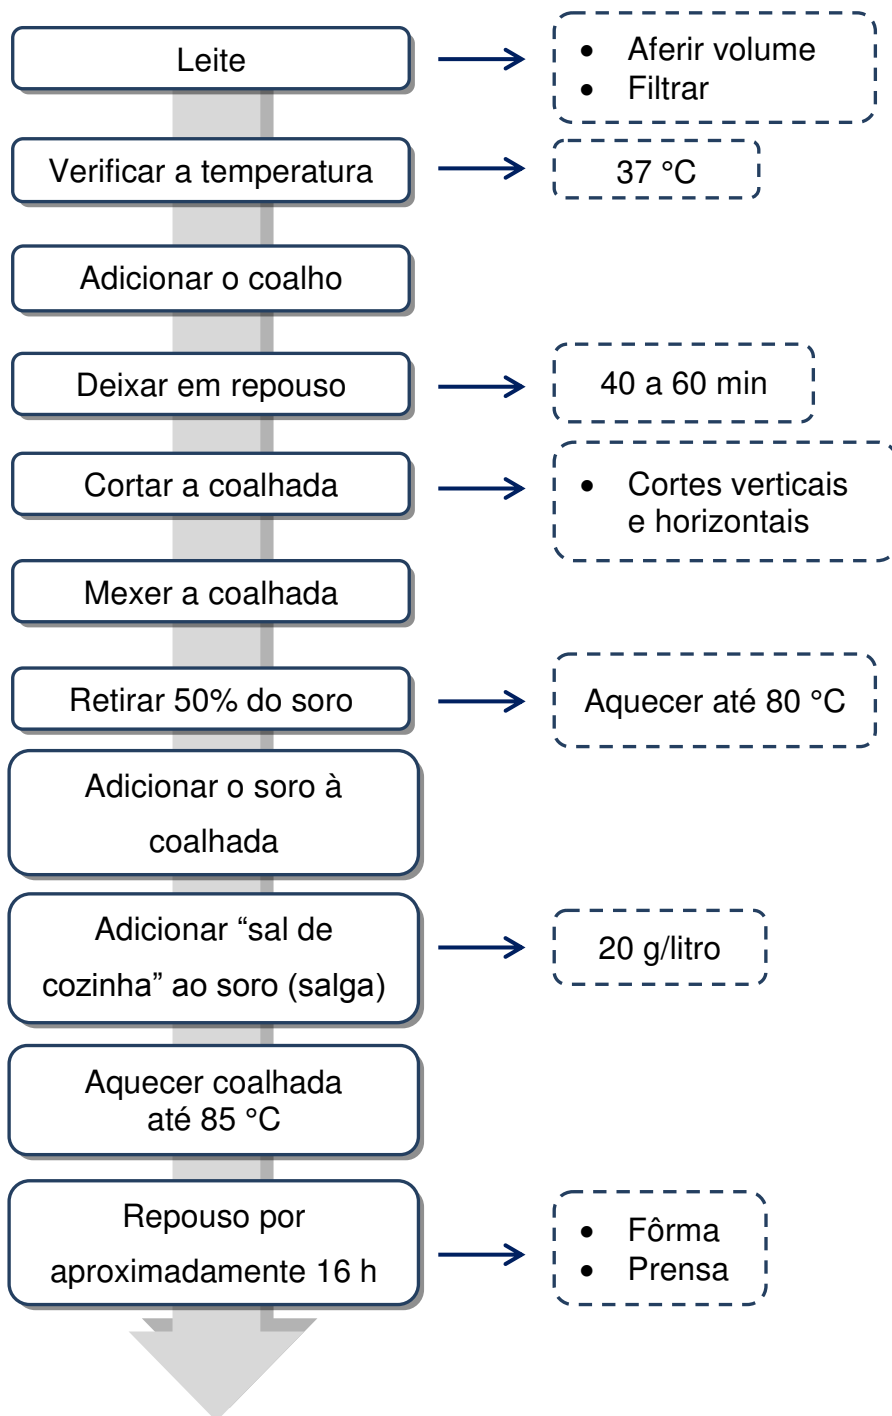 Leite
• Aferir volume
• Filtrar
Verificar a temperatura
37 °C
Adicionar o coalho
Deixar em repouso
40 a 60 min
Cortar a coalhada
• Cortes verticais
e horizontais
Mexer a coalhada
Retirar 50% do soro
Aquecer até 80 °C
Adicionar o soro à
coalhada
Adicionar “sal de
cozinha” ao soro (salga)
20 g/litro
Aquecer coalhada
até 85 °C
Repouso por
aproximadamente 16 h
• Fôrma
• Prensa